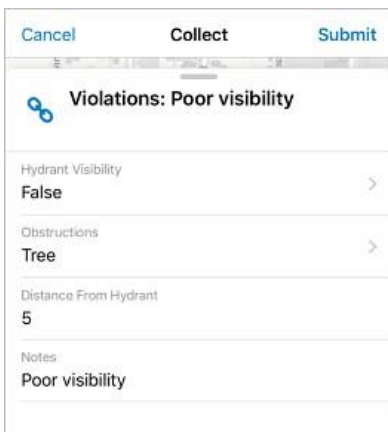 Cancel Collect Submit
Violations: Poor visibility
Hydrant Visibility
False
Obstructions
Tree
Distance From Hydrant
5
Notes
Poor visibility